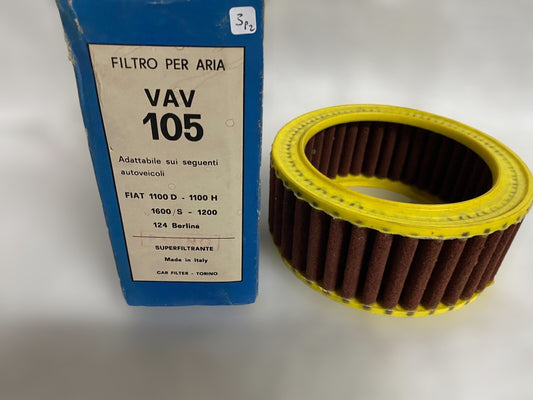 3p2
FILTRO PER ARIA
VAV
105
Adattabile sui seguenti
autoveicoli
FIAT 1100 D - 1100 H
1600/S - 1200
124 Berlina
SUPERFILTRANTE
Made in Italy
CAR FILTER - TORINO